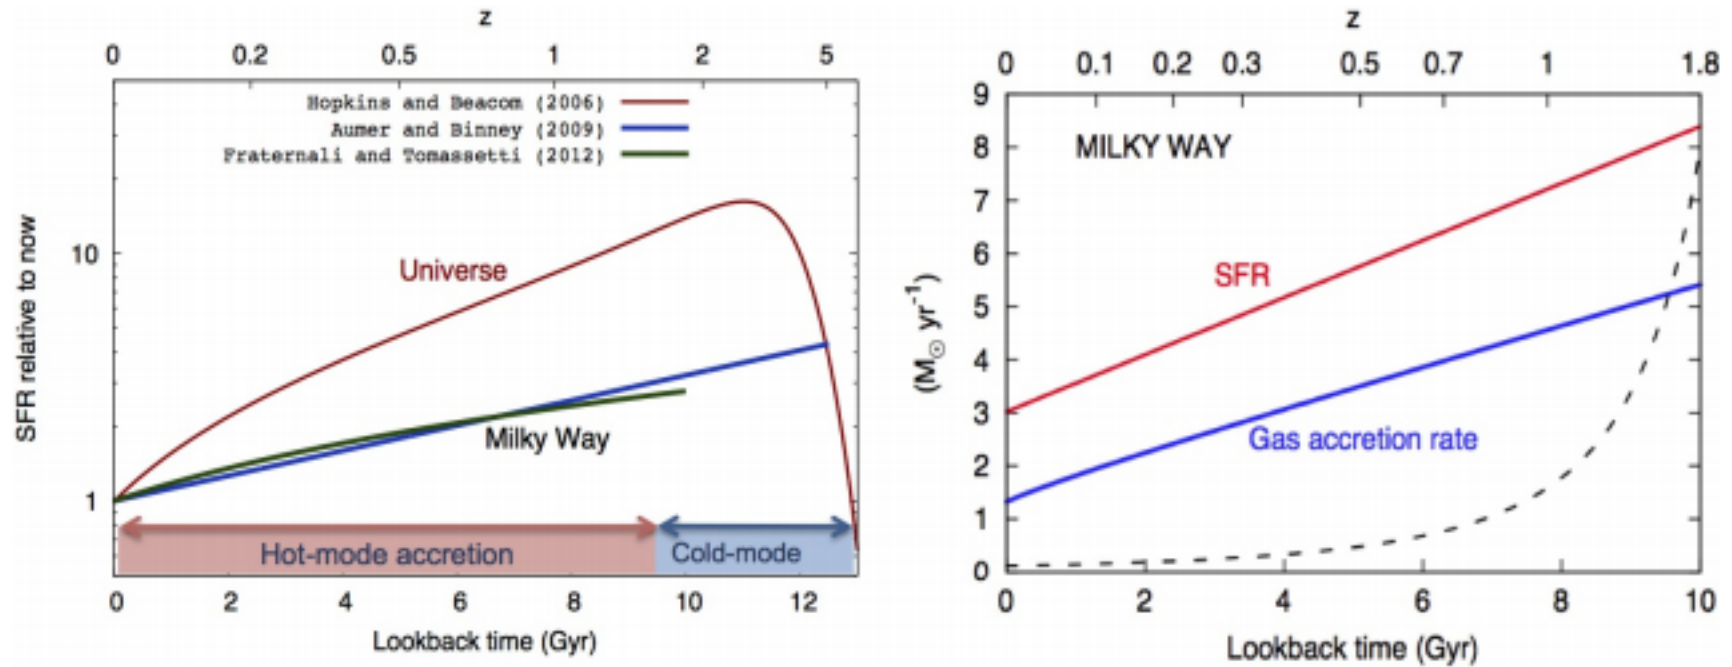 z
0 0.2 0.5 1 2 5
Hopkins and Beacom (2006)
Aumer and Binney (2009)
Fraternali and Tomassetti (2012)
SFR relative to now
10
1
Universe
Milky Way
Hot-mode accretion
Cold-mode
0 2 4 6 8 10 12
Lookback time (Gyr)
z
0 0.1 0.2 0.3 0.5 0.7 1 1.8
9
8
7
6
5
4
3
2
1
0
(M☉ yr⁻¹)
MILKY WAY
SFR
Gas accretion rate
0 2 4 6 8 10
Lookback time (Gyr)